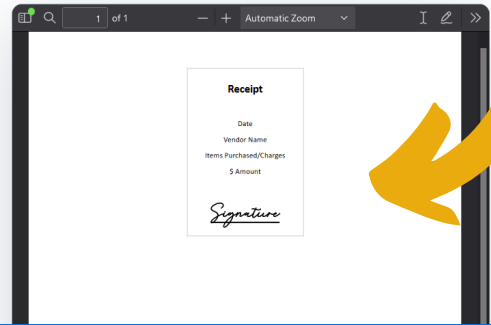 1 of 1
Automatic Zoom
Receipt
Date
Vendor Name
Items Purchased/Charges
$ Amount
Signature